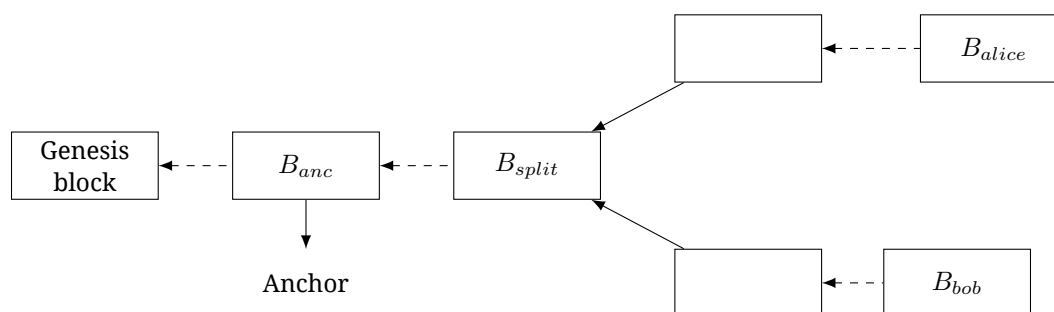 B_alice
Genesis
block
B_anc
B_split
Anchor
B_bob